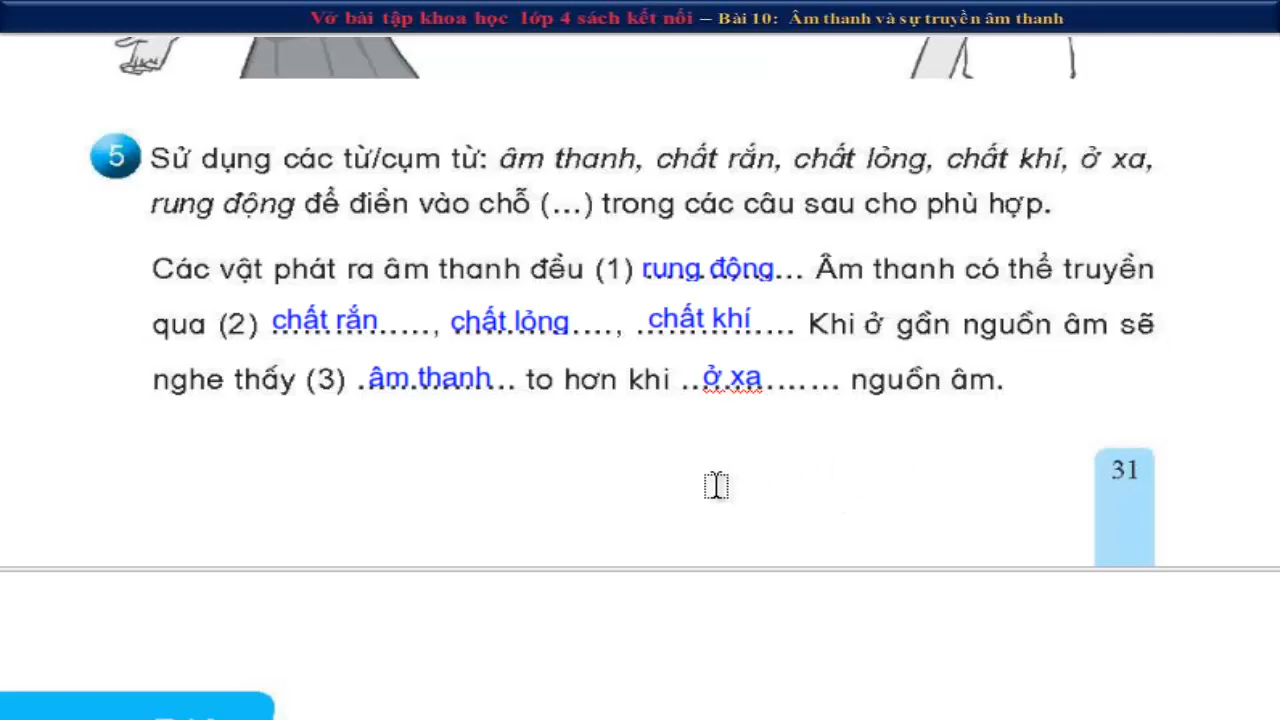 Vở bài tập khoa học lớp 4 sách kết nối – Bài 10: Âm thanh và sự truyền âm thanh
5 Sử dụng các từ/cụm từ: âm thanh, chất rắn, chất lỏng, chất khí, ở xa,
rung động để điền vào chỗ (...) trong các câu sau cho phù hợp.
Các vật phát ra âm thanh đều (1) rung động... Âm thanh có thể truyền
qua (2) chất rắn....., chất lỏng...., chất khí.... Khi ở gần nguồn âm sẽ
nghe thấy (3) .âm thanh.. to hơn khi ..ở xa....... nguồn âm.
31